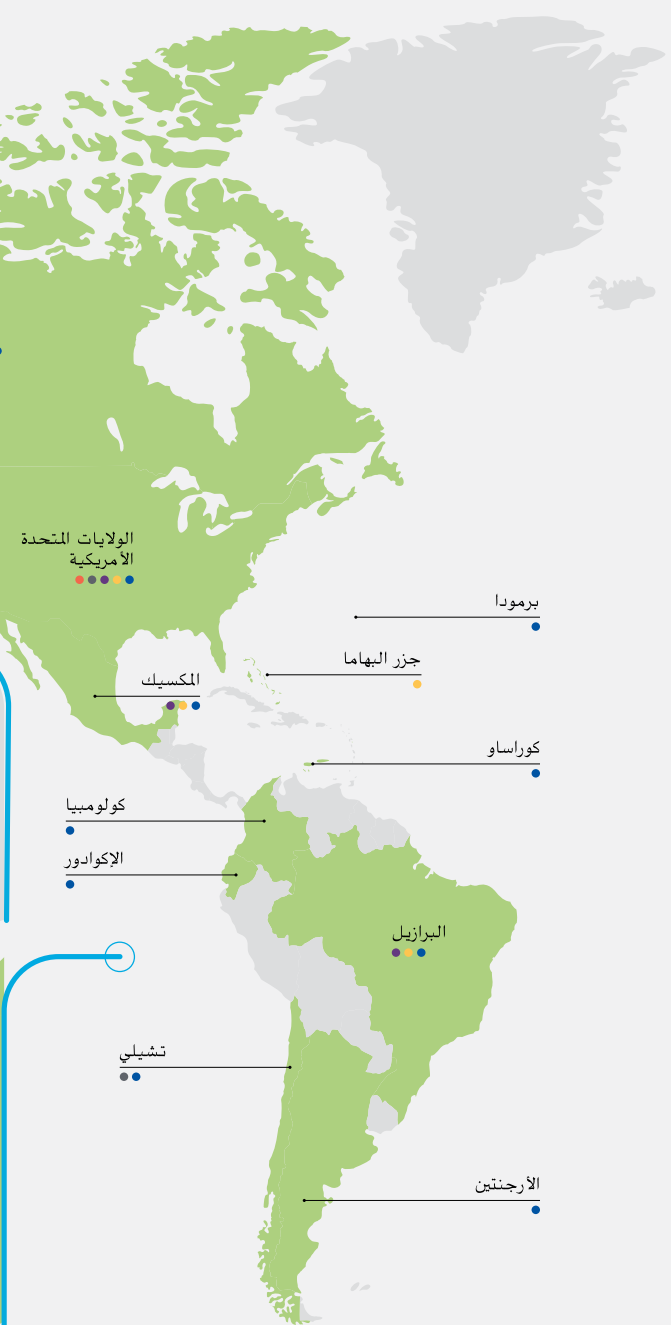 الولايات المتحدة
الأمريكية
برمودا
جزر البهاما
المكسيك
كوراساو
كولومبيا
الإكوادور
البرازيل
تشيلي
الأرجنتين